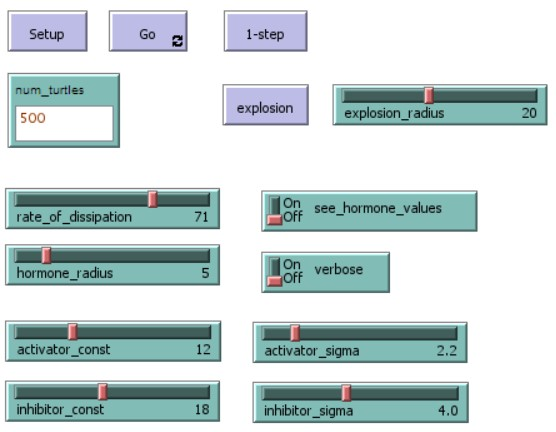 Setup
Go
1-step
num_turtles
500
explosion
explosion_radius 20
rate_of_dissipation 71
On
Off
see_hormone_values
hormone_radius 5
On
Off
verbose
activator_const 12
activator_sigma 2.2
inhibitor_const 18
inhibitor_sigma 4.0